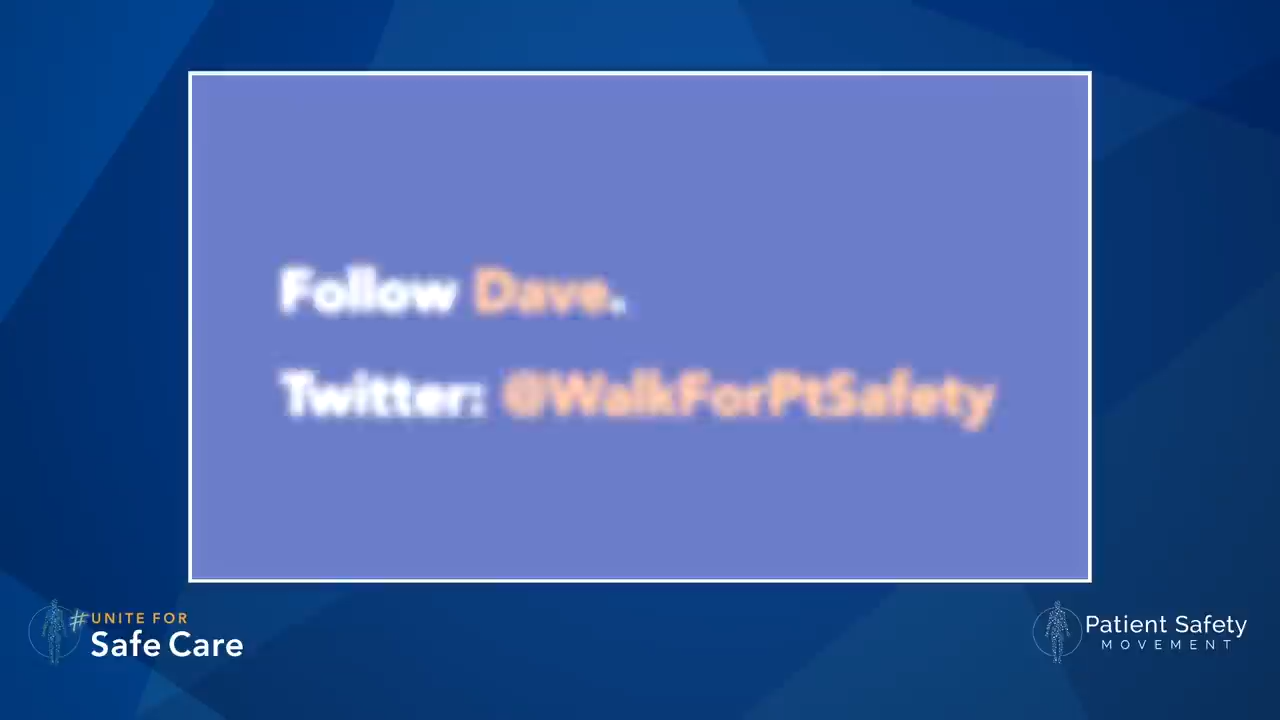 Follow Dave.
Twitter: @WalkForPtSafety
#UNITE FOR
Safe Care
Patient Safety
MOVEMENT